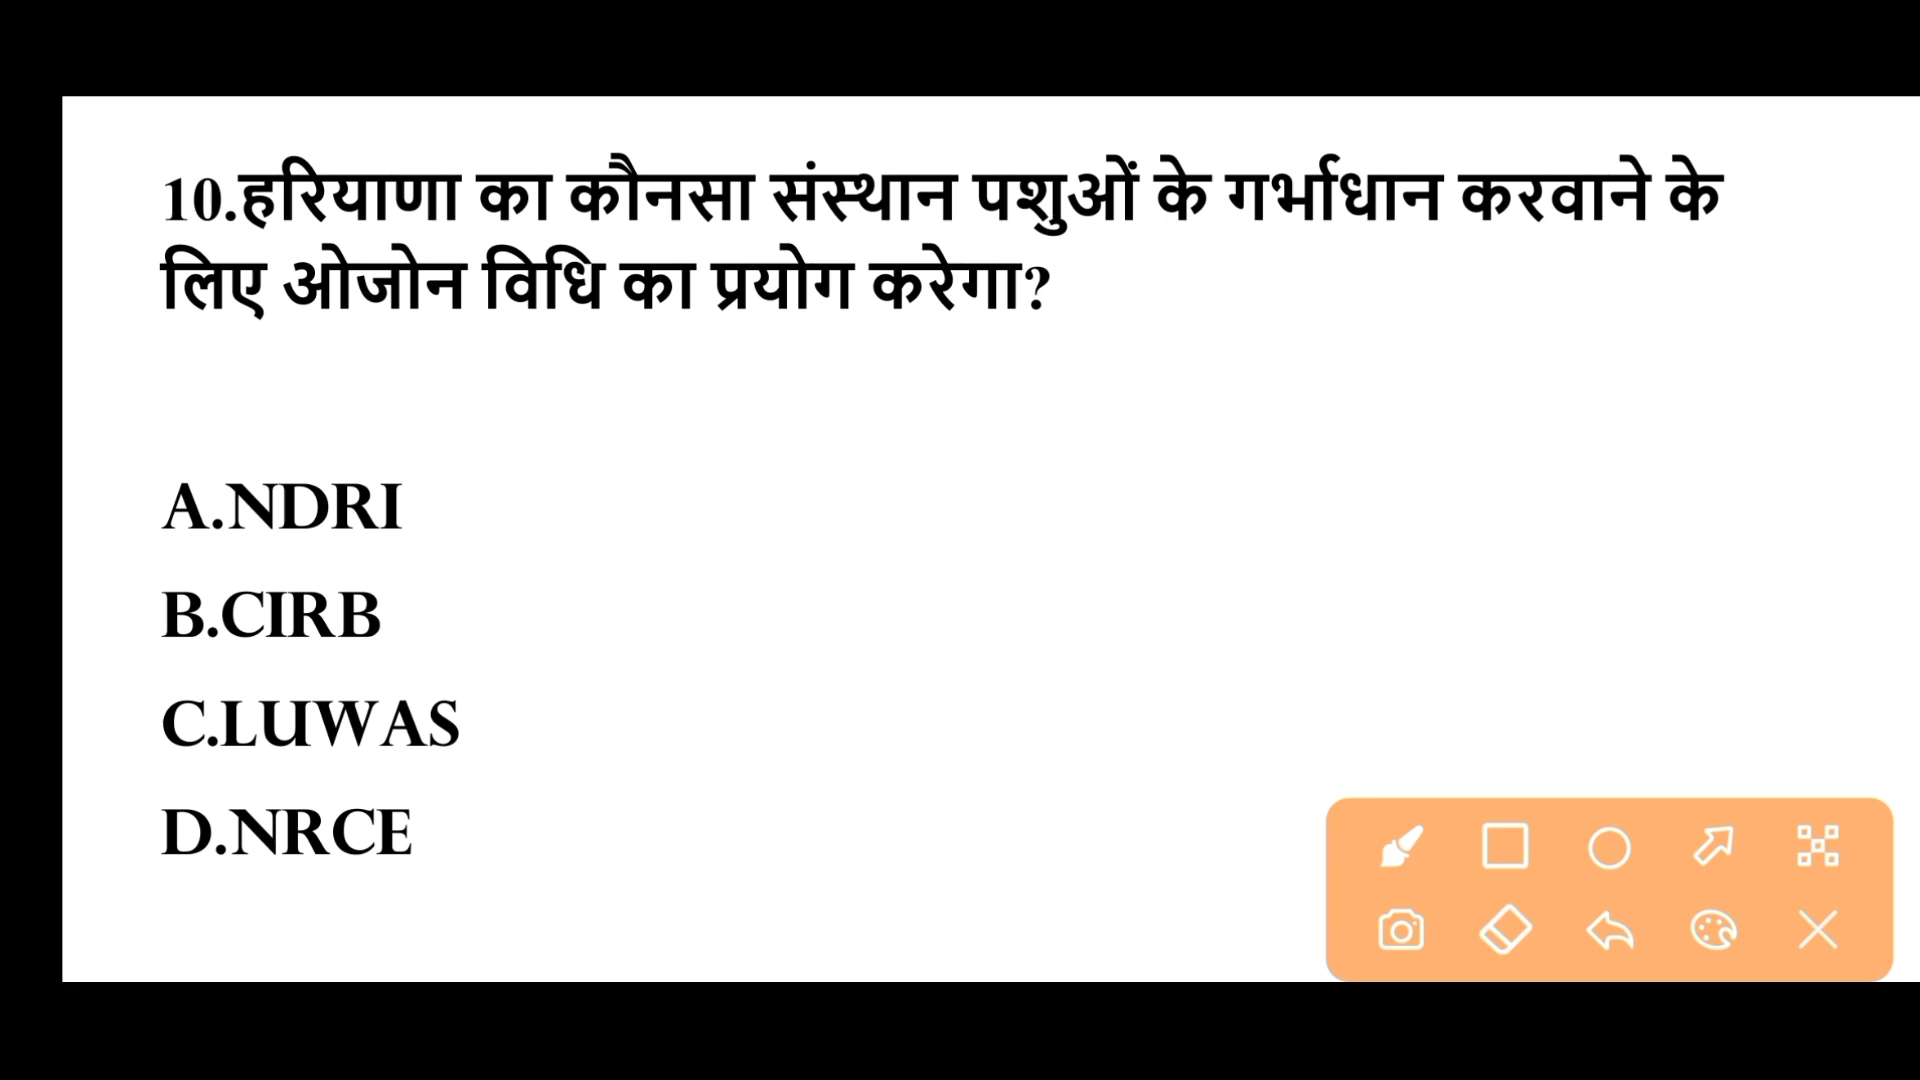 10.हरियाणा का कौनसा संस्थान पशुओं के गर्भाधान करवाने के
लिए ओजोन विधि का प्रयोग करेगा?
A.NDRI
B.CIRB
C.LUWAS
D.NRCE